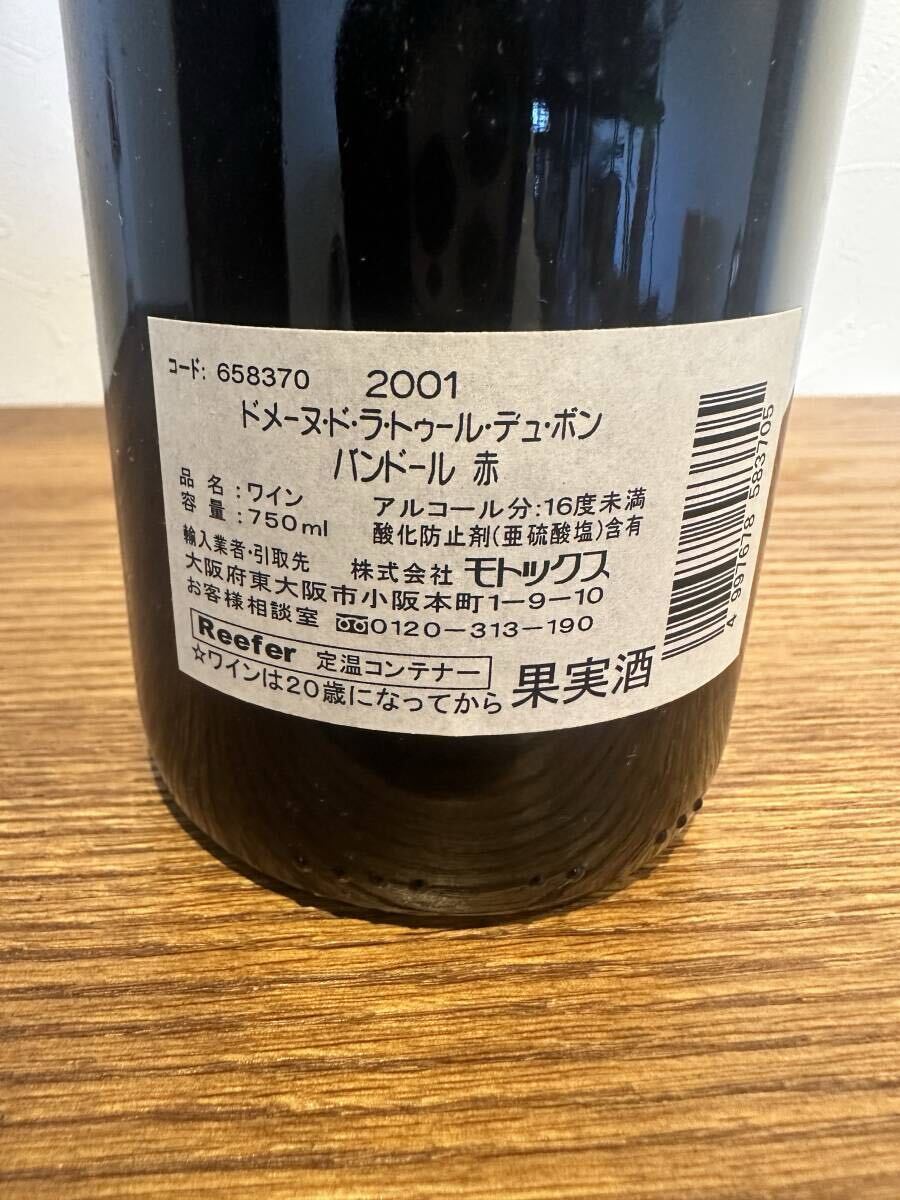 コード: 658370 2001
ドメーヌ・ド・ラ・トゥール・デュ・ボン
バンドール 赤
品名:ワイン アルコール分:16度未満
容量:750ml 酸化防止剤(亜硫酸塩)含有
輸入業者・引取先 株式会社 モトックス
大阪府東大阪市小阪本町1-9-10
お客様相談室 0120-313-190
Reefer 定温コンテナー
☆ワインは20歳になってから 果実酒
4 997678 583705